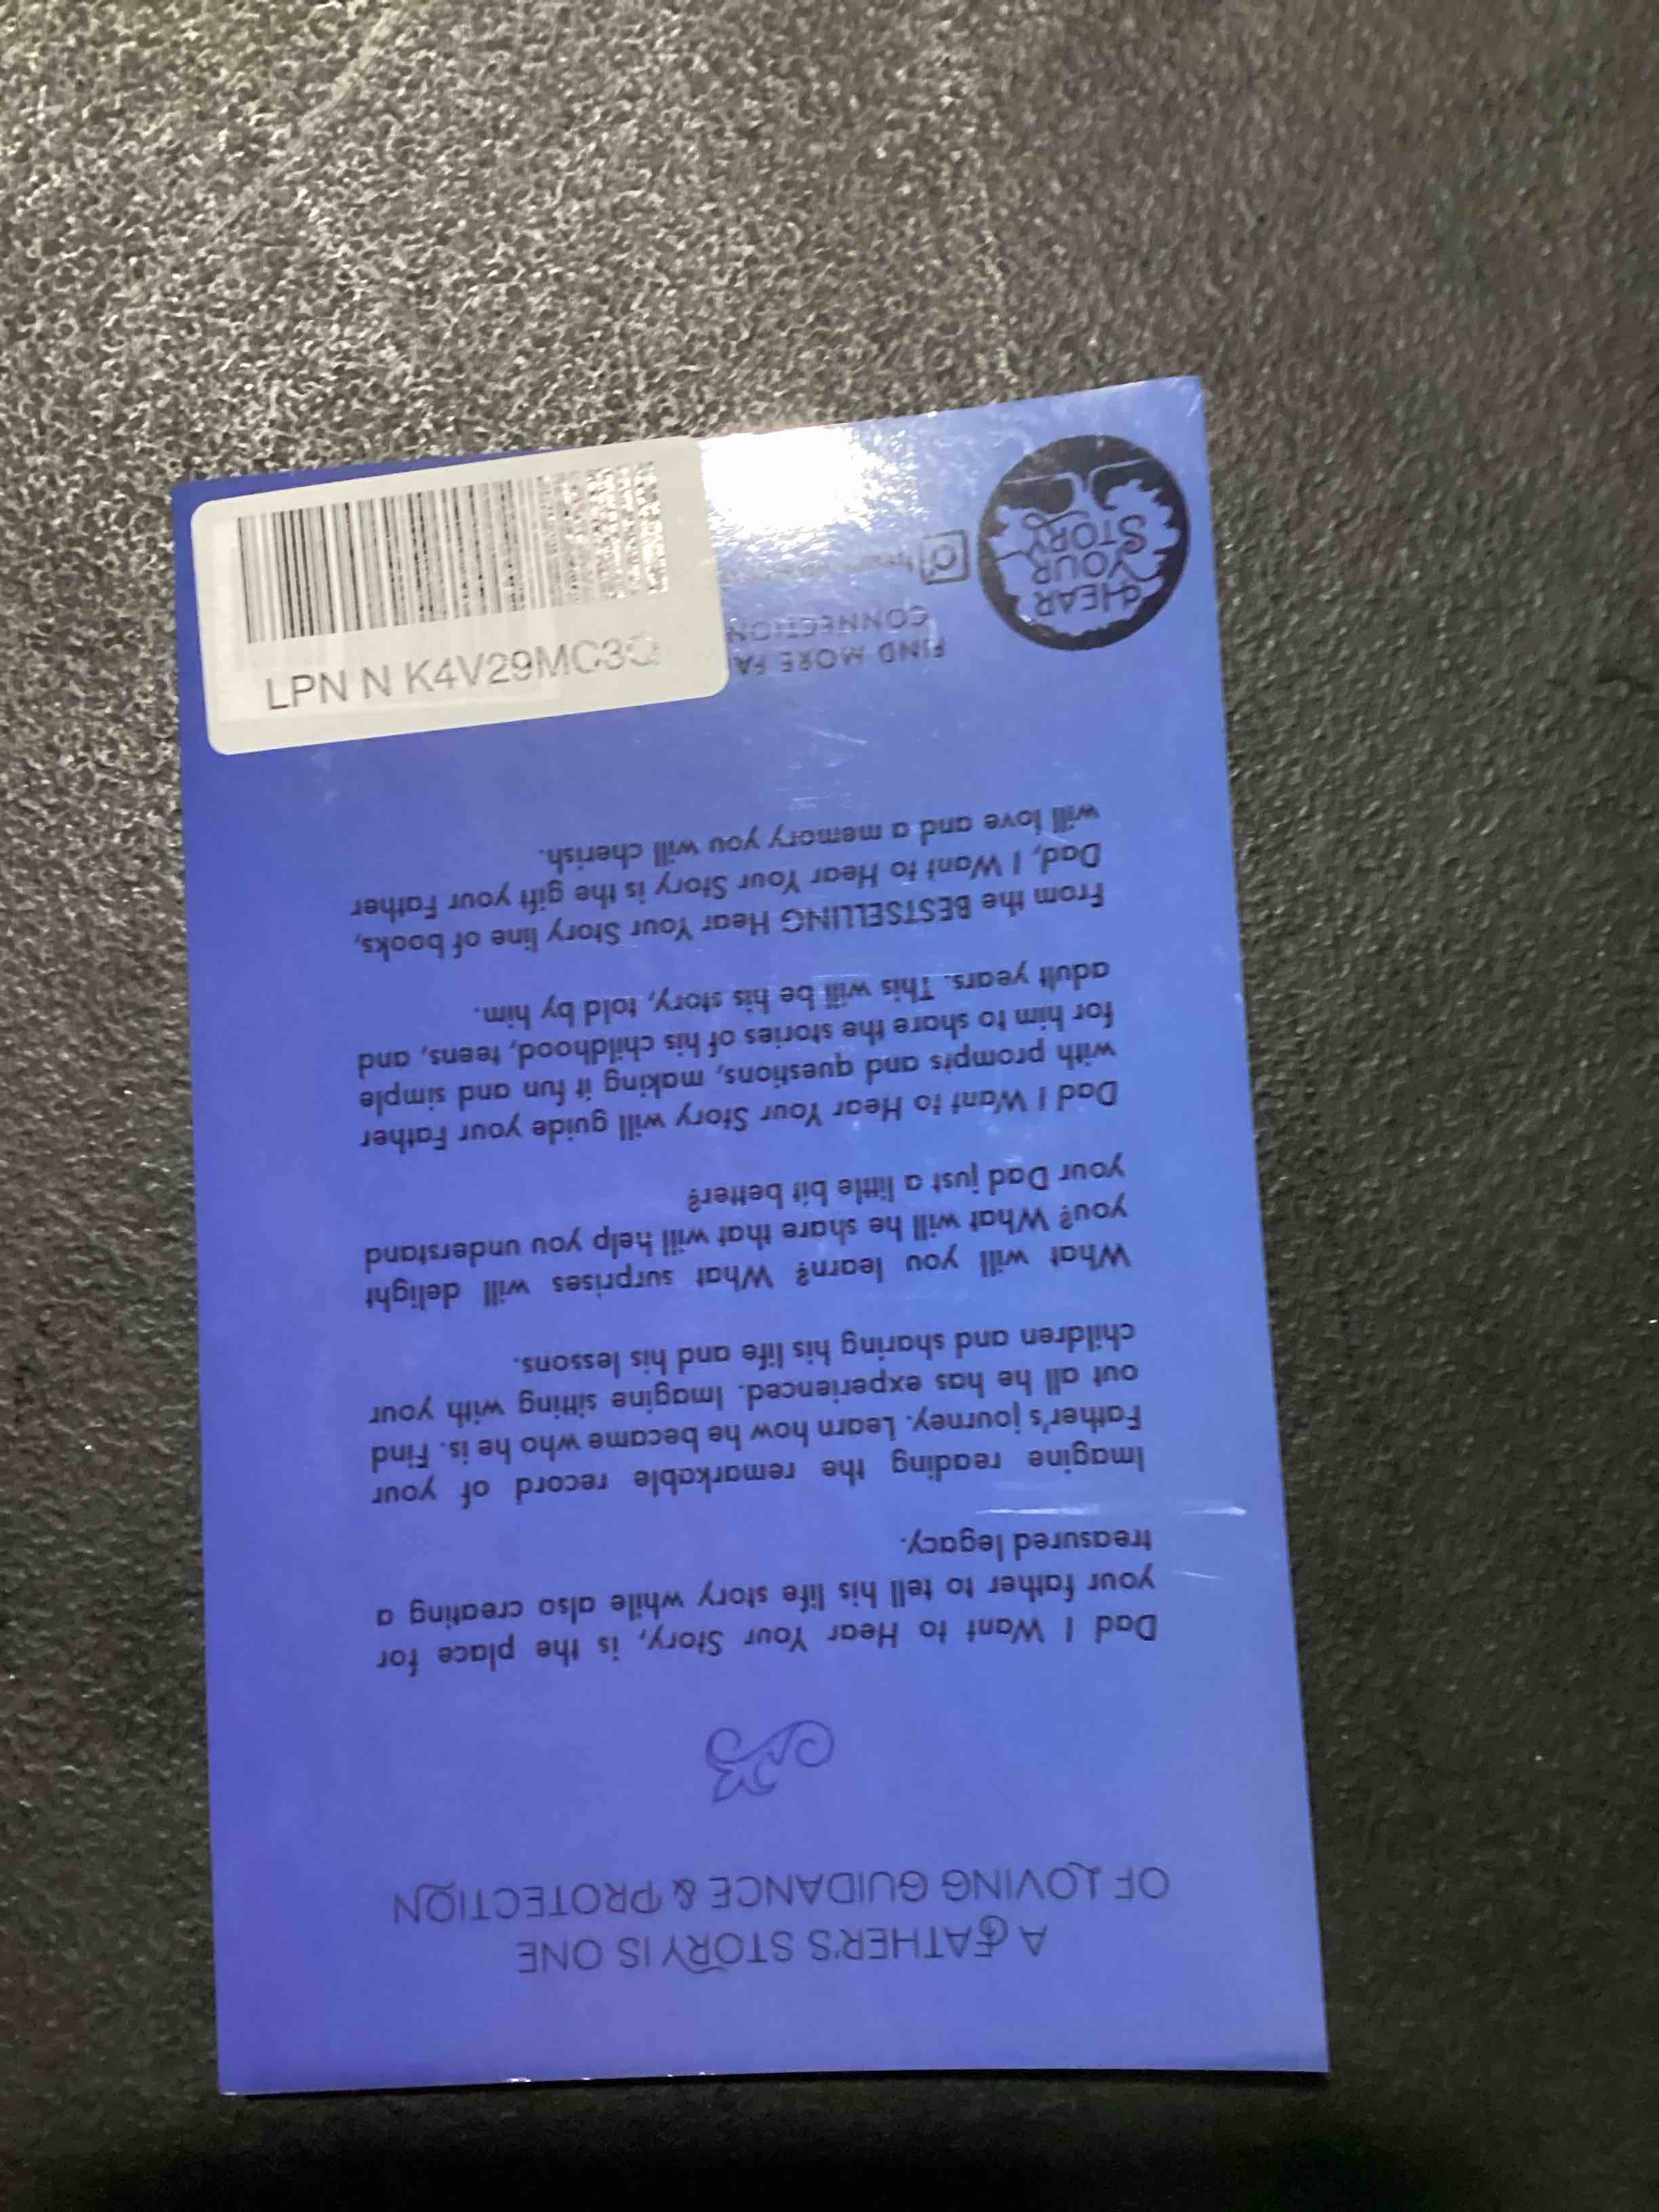 A FATHER'S STORY IS ONE
OF LOVING GUIDANCE & PROTECTION
Dad I Want to Hear Your Story, is the place for
your father to tell his life story while also creating a
treasured legacy.
Imagine reading the remarkable record of your
Father's journey. Learn how he became who he is. Find
out all he has experienced. Imagine sitting with your
children and sharing his life and his lessons.
What will you learn? What surprises will delight
you? What will he share that will help you understand
your Dad just a little bit better?
Dad I Want to Hear Your Story will guide your Father
with prompts and questions, making it fun and simple
for him to share the stories of his childhood, teens, and
adult years. This will be his story, told by him.
From the BESTSELLING Hear Your Story line of books,
Dad, I Want to Hear Your Story is the gift your Father
will love and a memory you will cherish.
HEAR
YOUR
STORY
FIND MORE FA
CONNECTION
LPN N K4V29MC3